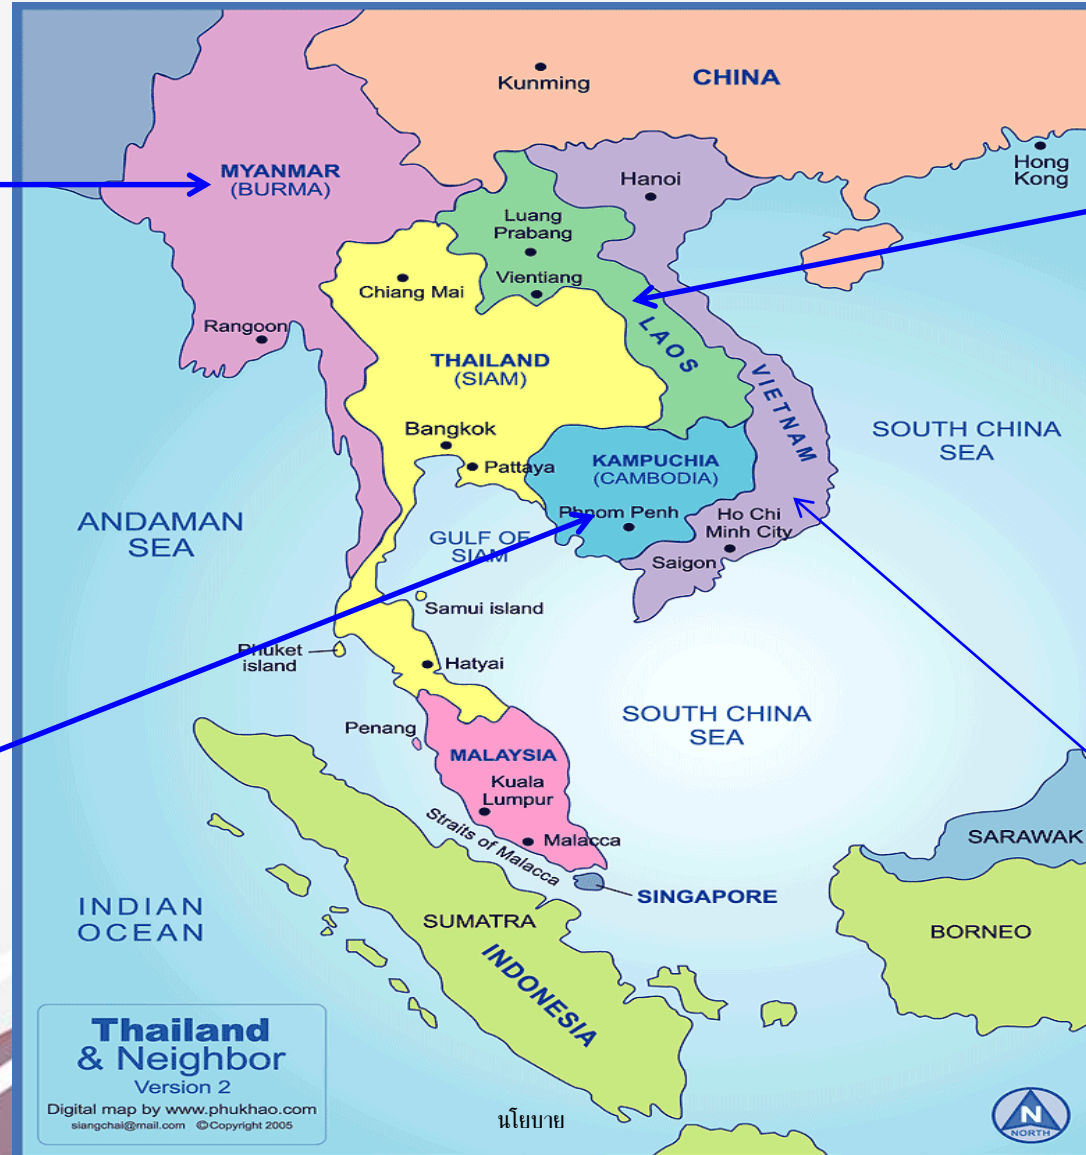 Kunming
CHINA
Hong
Kong
MYANMAR
(BURMA)
Hanoi
Luang
Prabang
Vientiang
Chiang Mai
Rangoon
LAOS
THAILAND
(SIAM)
VIETNAM
Bangkok
Pattaya
KAMPUCHIA
(CAMBODIA)
SOUTH CHINA
SEA
Phnom Penh
Ho Chi
Minh City
Saigon
ANDAMAN
SEA
GULF OF
SIAM
Samui island
Phuket
island
Hatyai
Penang
SOUTH CHINA
SEA
MALAYSIA
Kuala
Lumpur
Straits of Malacca
Malacca
SARAWAK
SINGAPORE
INDIAN
OCEAN
SUMATRA
BORNEO
INDONESIA
Thailand
& Neighbor
Version 2
Digital map by www.phukhao.com
siangchai@mail.com ©Copyright 2005
นโยบาย
N
NORTH